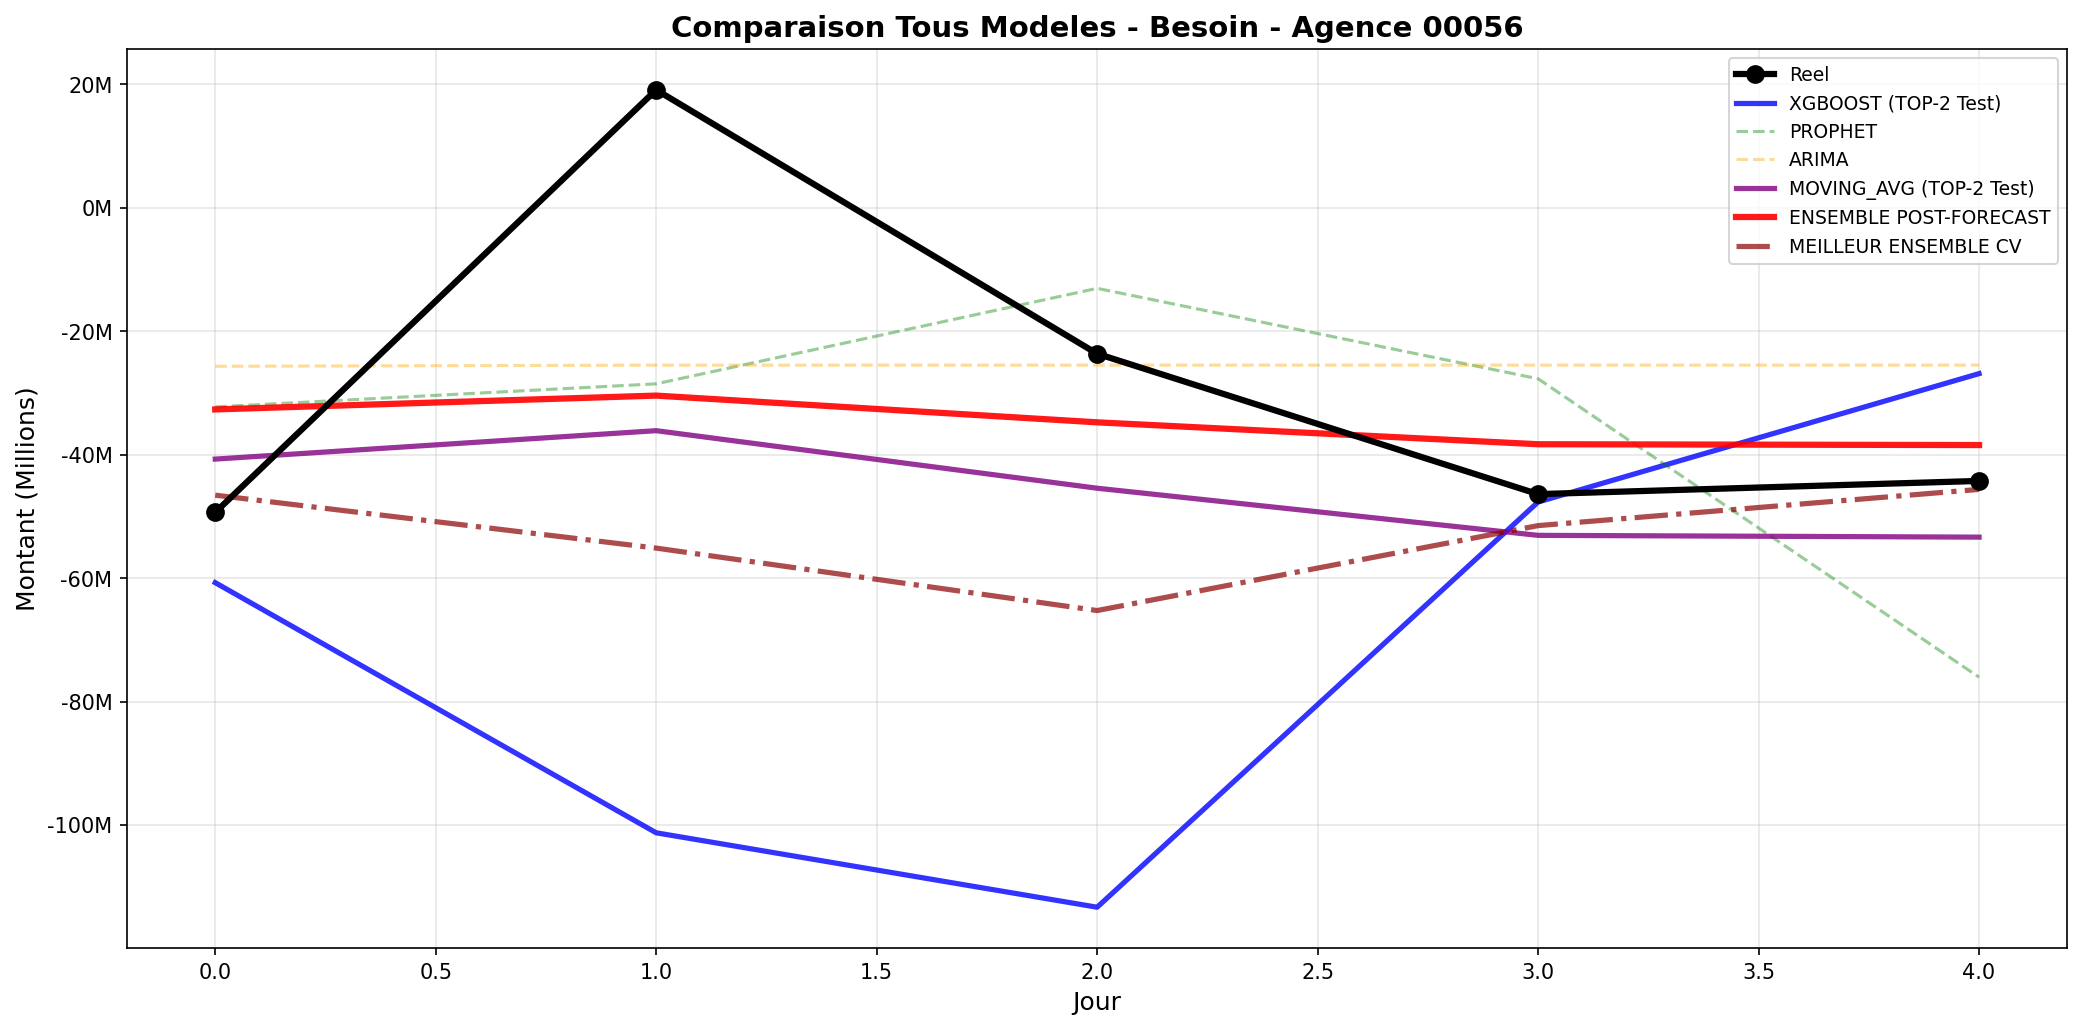 Comparaison Tous Modeles - Besoin - Agence 00056
Reel
XGBOOST (TOP-2 Test)
PROPHET
ARIMA
MOVING_AVG (TOP-2 Test)
ENSEMBLE POST-FORECAST
MEILLEUR ENSEMBLE CV
Montant (Millions)
20M
0M
-20M
-40M
-60M
-80M
-100M
0.0 0.5 1.0 1.5 2.0 2.5 3.0 3.5 4.0
Jour